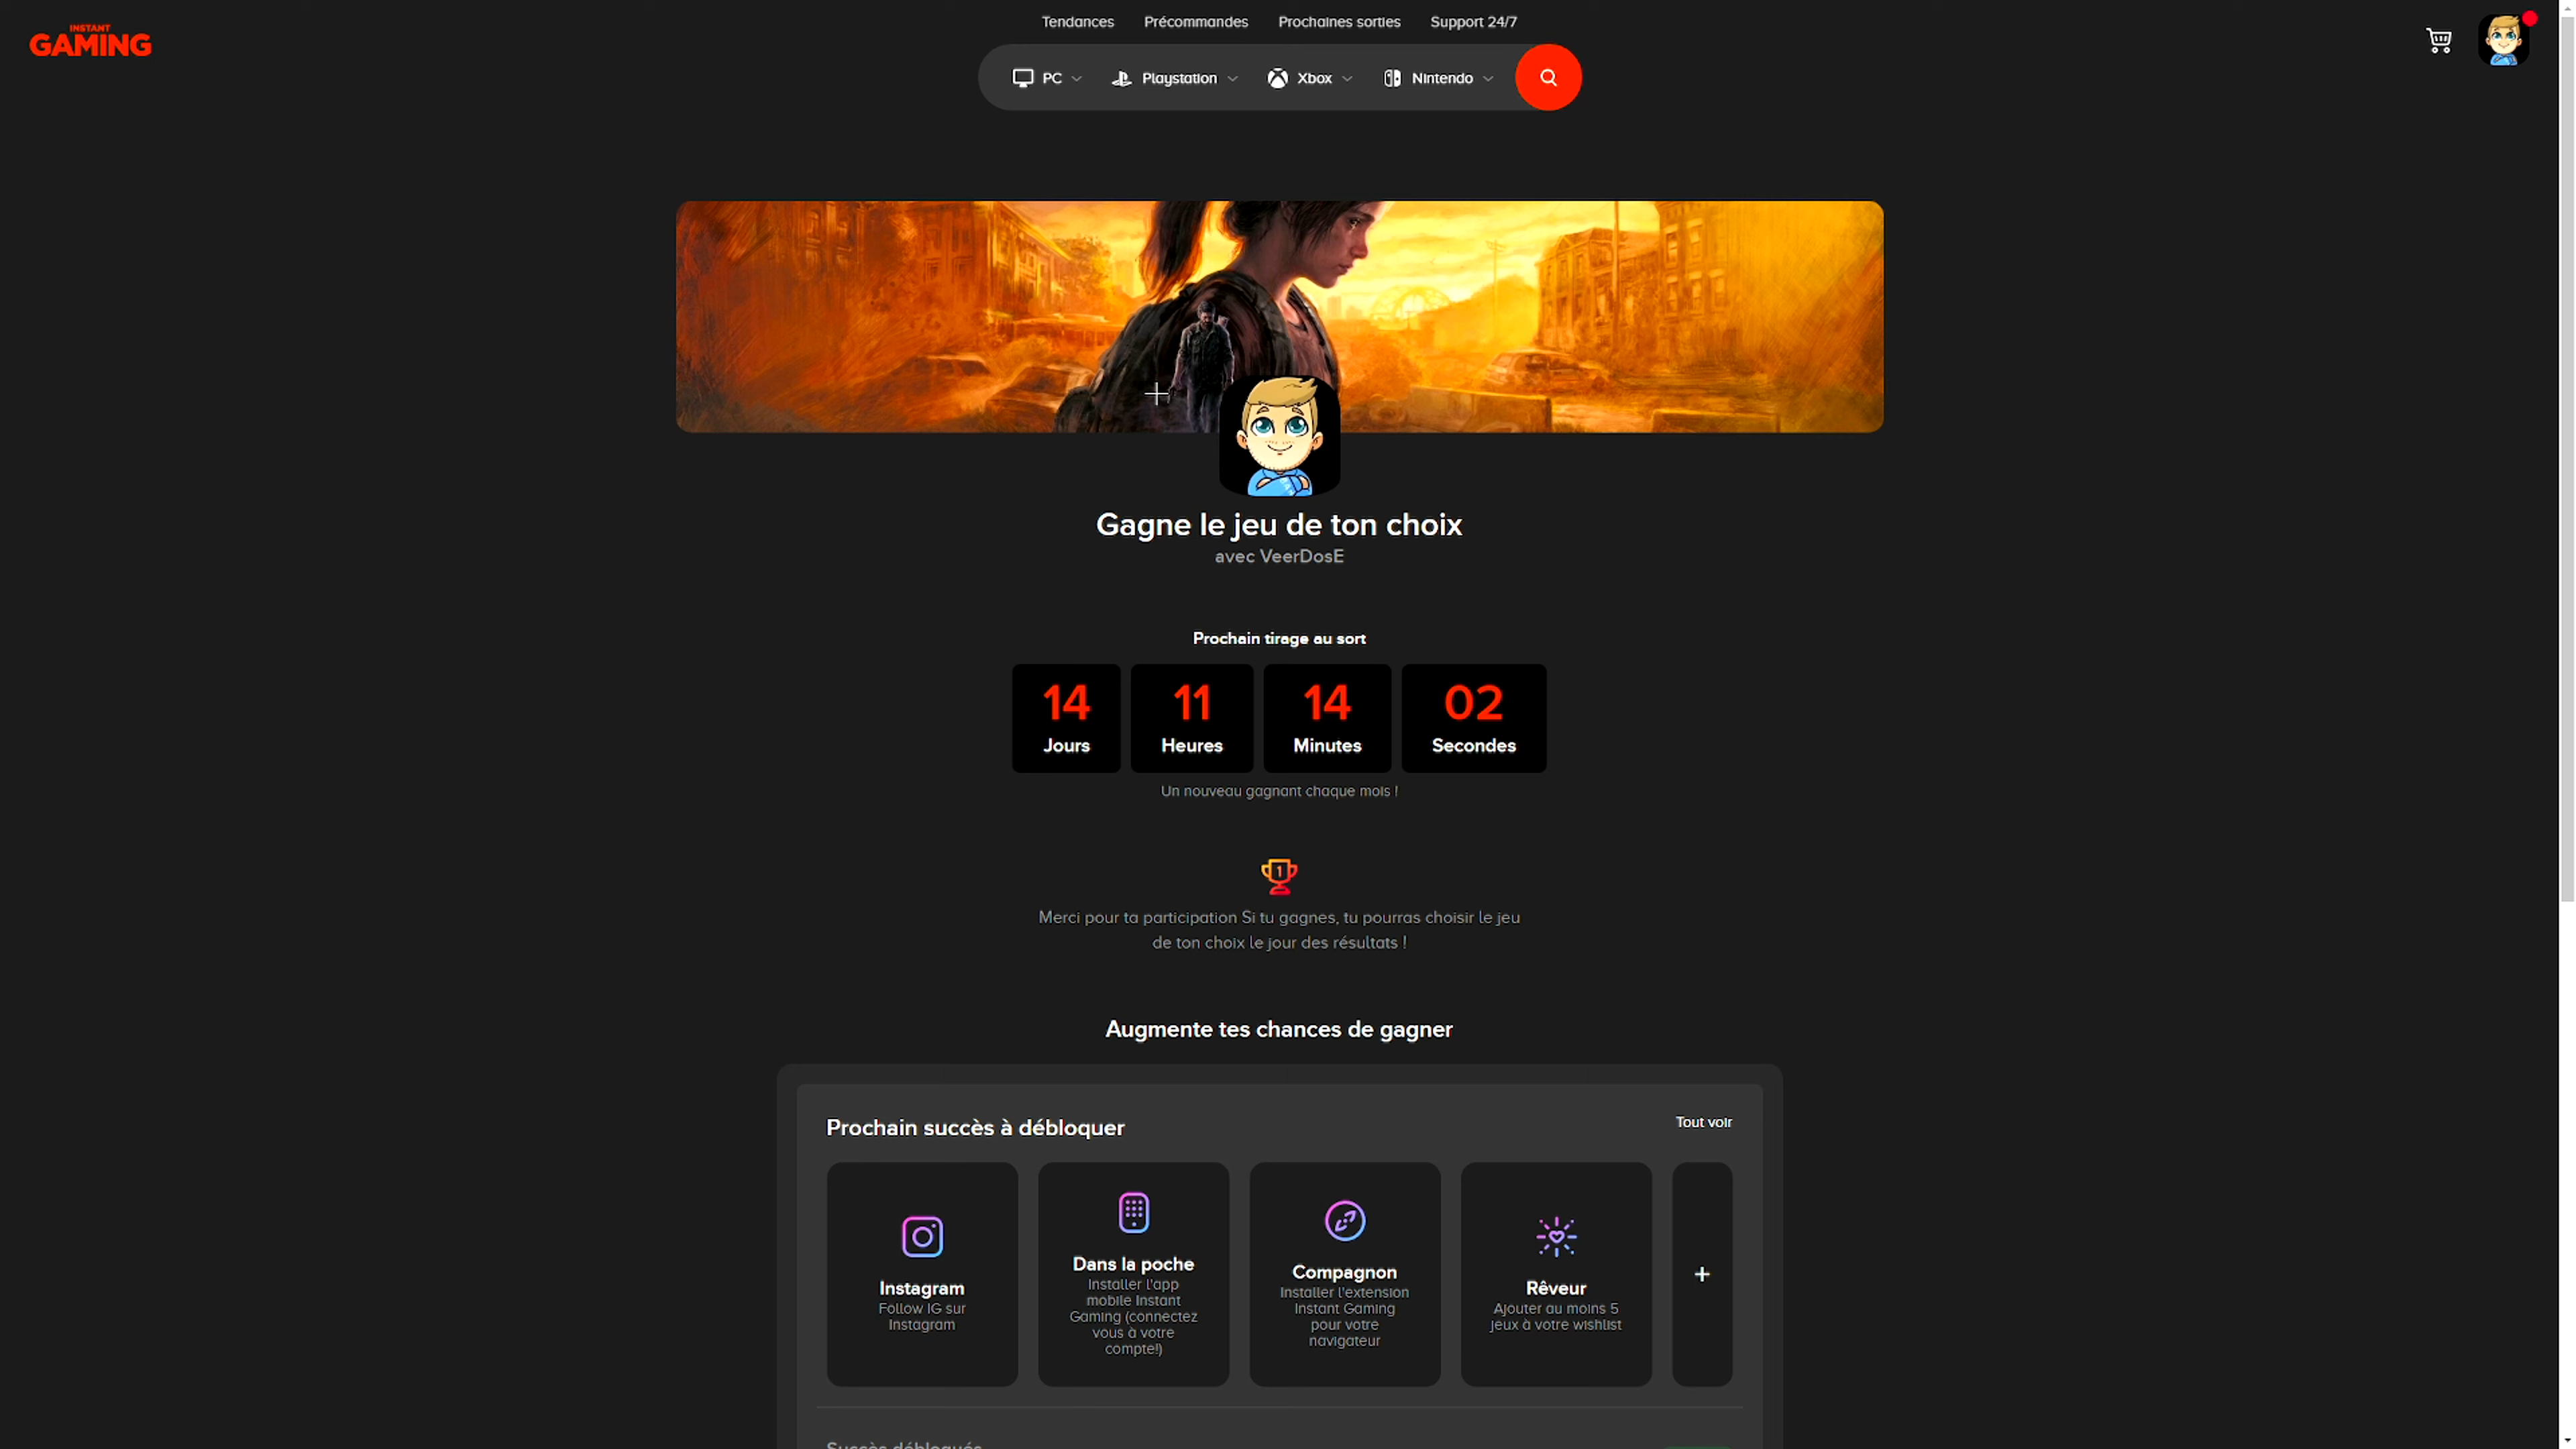 INSTANT
GAMING
Tendances Précommandes Prochaines sorties Support 24/7
PC Playstation Xbox Nintendo
Gagne le jeu de ton choix
avec VeerDosE
Prochain tirage au sort
14 11 14 02
Jours Heures Minutes Secondes
Un nouveau gagnant chaque mois !
1
Merci pour ta participation Si tu gagnes, tu pourras choisir le jeu
de ton choix le jour des résultats !
Augmente tes chances de gagner
Prochain succès à débloquer
Tout voir
Instagram
Follow IG sur
Instagram
Dans la poche
Installer l'app
mobile Instant
Gaming (connectez
vous à votre
compte!)
Compagnon
Installer l'extension
Instant Gaming
pour votre
navigateur
Rêveur
Ajouter au moins 5
jeux à votre wishlist
+
Succès débloqués